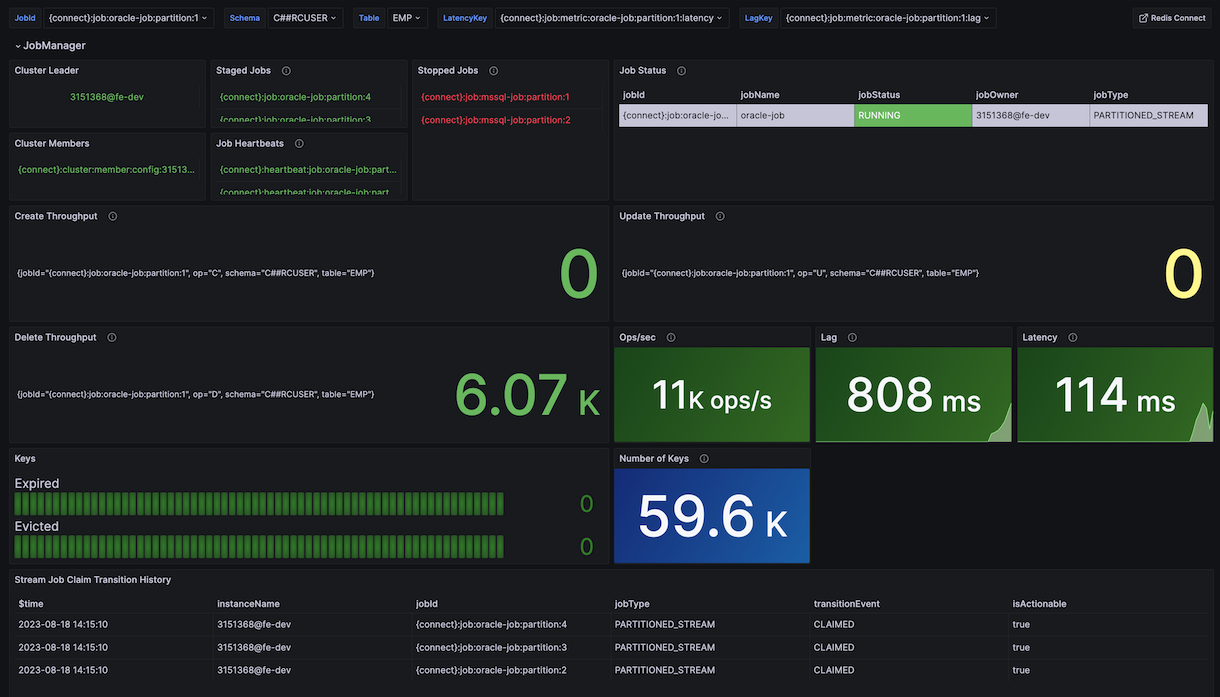 JobId {connect}:job:oracle-job:partition:1 Schema C##RCUSER Table EMP LatencyKey {connect}:job:metric:oracle-job:partition:1:latency LagKey {connect}:job:metric:oracle-job:partition:1:lag Redis Connect
JobManager
Cluster Leader
3151368@fe-dev
Staged Jobs
{connect}:job:oracle-job:partition:4
{connect}:job:oracle-job:partition:3
Stopped Jobs
{connect}:job:mssql-job:partition:1
{connect}:job:mssql-job:partition:2
Job Status
jobId jobName jobStatus jobOwner jobType
{connect}:job:oracle-jo... oracle-job RUNNING 3151368@fe-dev PARTITIONED_STREAM
Cluster Members
{connect}:cluster:member:config:31513...
Job Heartbeats
{connect}:heartbeat:job:oracle-job:part...
{connect}:heartbeat:job:oracle-job:part
Create Throughput
{jobId="{connect}:job:oracle-job:partition:1", op="C", schema="C##RCUSER", table="EMP"}
0
Update Throughput
{jobId="{connect}:job:oracle-job:partition:1", op="U", schema="C##RCUSER", table="EMP"}
0
Delete Throughput
{jobId="{connect}:job:oracle-job:partition:1", op="D", schema="C##RCUSER", table="EMP"}
6.07 K
Ops/sec
11K ops/s
Lag
808 ms
Latency
114 ms
Keys
Expired
0
Evicted
0
Number of Keys
59.6 K
Stream Job Claim Transition History
$time instanceName jobId jobType transitionEvent isActionable
2023-08-18 14:15:10 3151368@fe-dev {connect}:job:oracle-job:partition:4 PARTITIONED_STREAM CLAIMED true
2023-08-18 14:15:10 3151368@fe-dev {connect}:job:oracle-job:partition:3 PARTITIONED_STREAM CLAIMED true
2023-08-18 14:15:10 3151368@fe-dev {connect}:job:oracle-job:partition:2 PARTITIONED_STREAM CLAIMED true